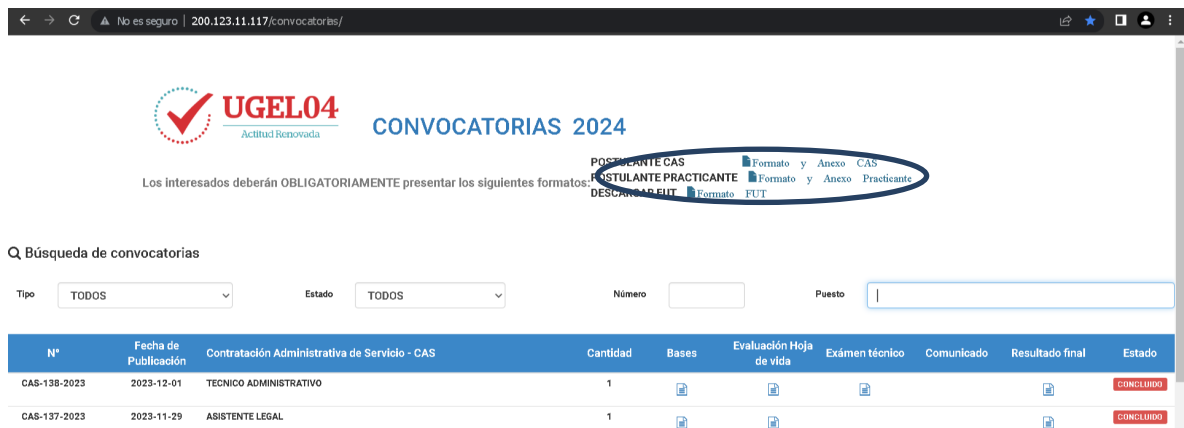 No es seguro | 200.123.11.117/convocatorias/
UGEL04
Actitud Renovada
CONVOCATORIAS 2024
Los interesados deberán OBLIGATORIAMENTE presentar los siguientes formatos:
POSTULANTE CAS Formato y Anexo CAS
POSTULANTE PRACTICANTE Formato y Anexo Practicante
DESCARGAR FUT Formato FUT
Búsqueda de convocatorias
Tipo TODOS Estado TODOS Número Puesto
N° Fecha de Publicación Contratación Administrativa de Servicio - CAS Cantidad Bases Evaluación Hoja de vida Exámen técnico Comunicado Resultado final Estado
CAS-138-2023 2023-12-01 TECNICO ADMINISTRATIVO 1 CONCLUIDO
CAS-137-2023 2023-11-29 ASISTENTE LEGAL 1 CONCLUIDO